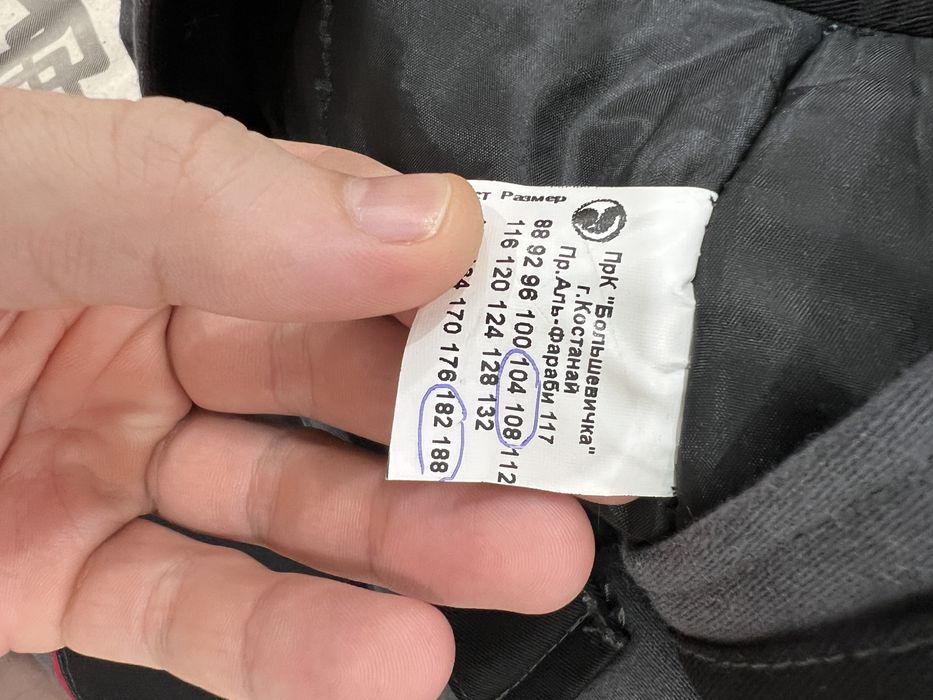 ПрК "Большевичка"
г.Костанай
Пр.Аль-Фараби 117
Размер
88 92 96 100 104 108 112
116 120 124 128 132
170 176 182 188